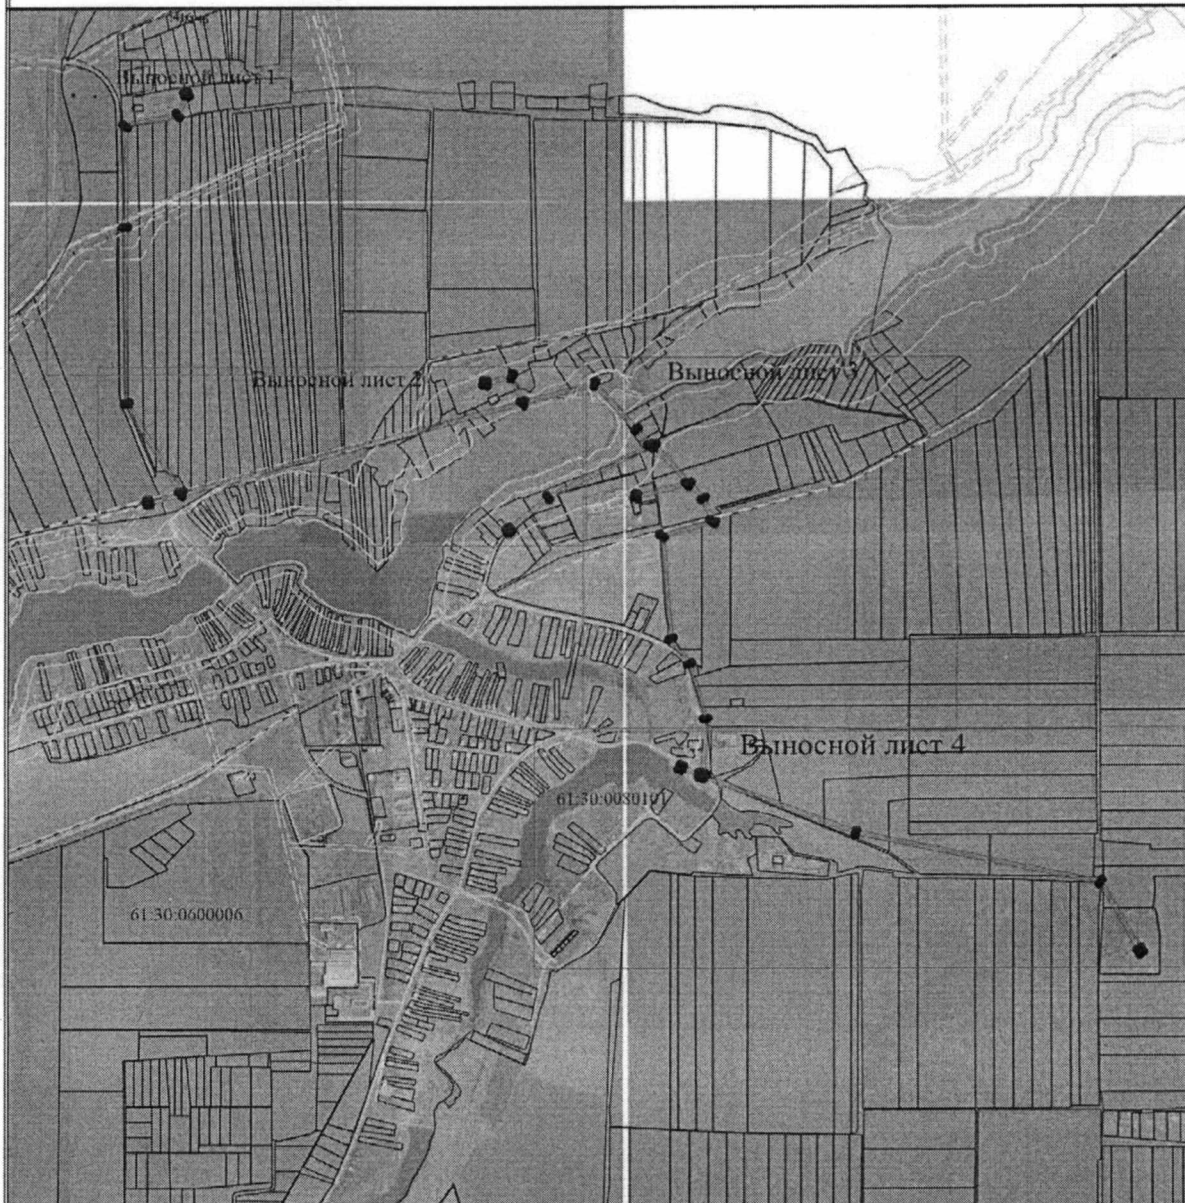 Выносной лист 1
Выносной лист 2
Выносной лист 3
Выносной лист 4
61:30:0080101
61:30:0600006